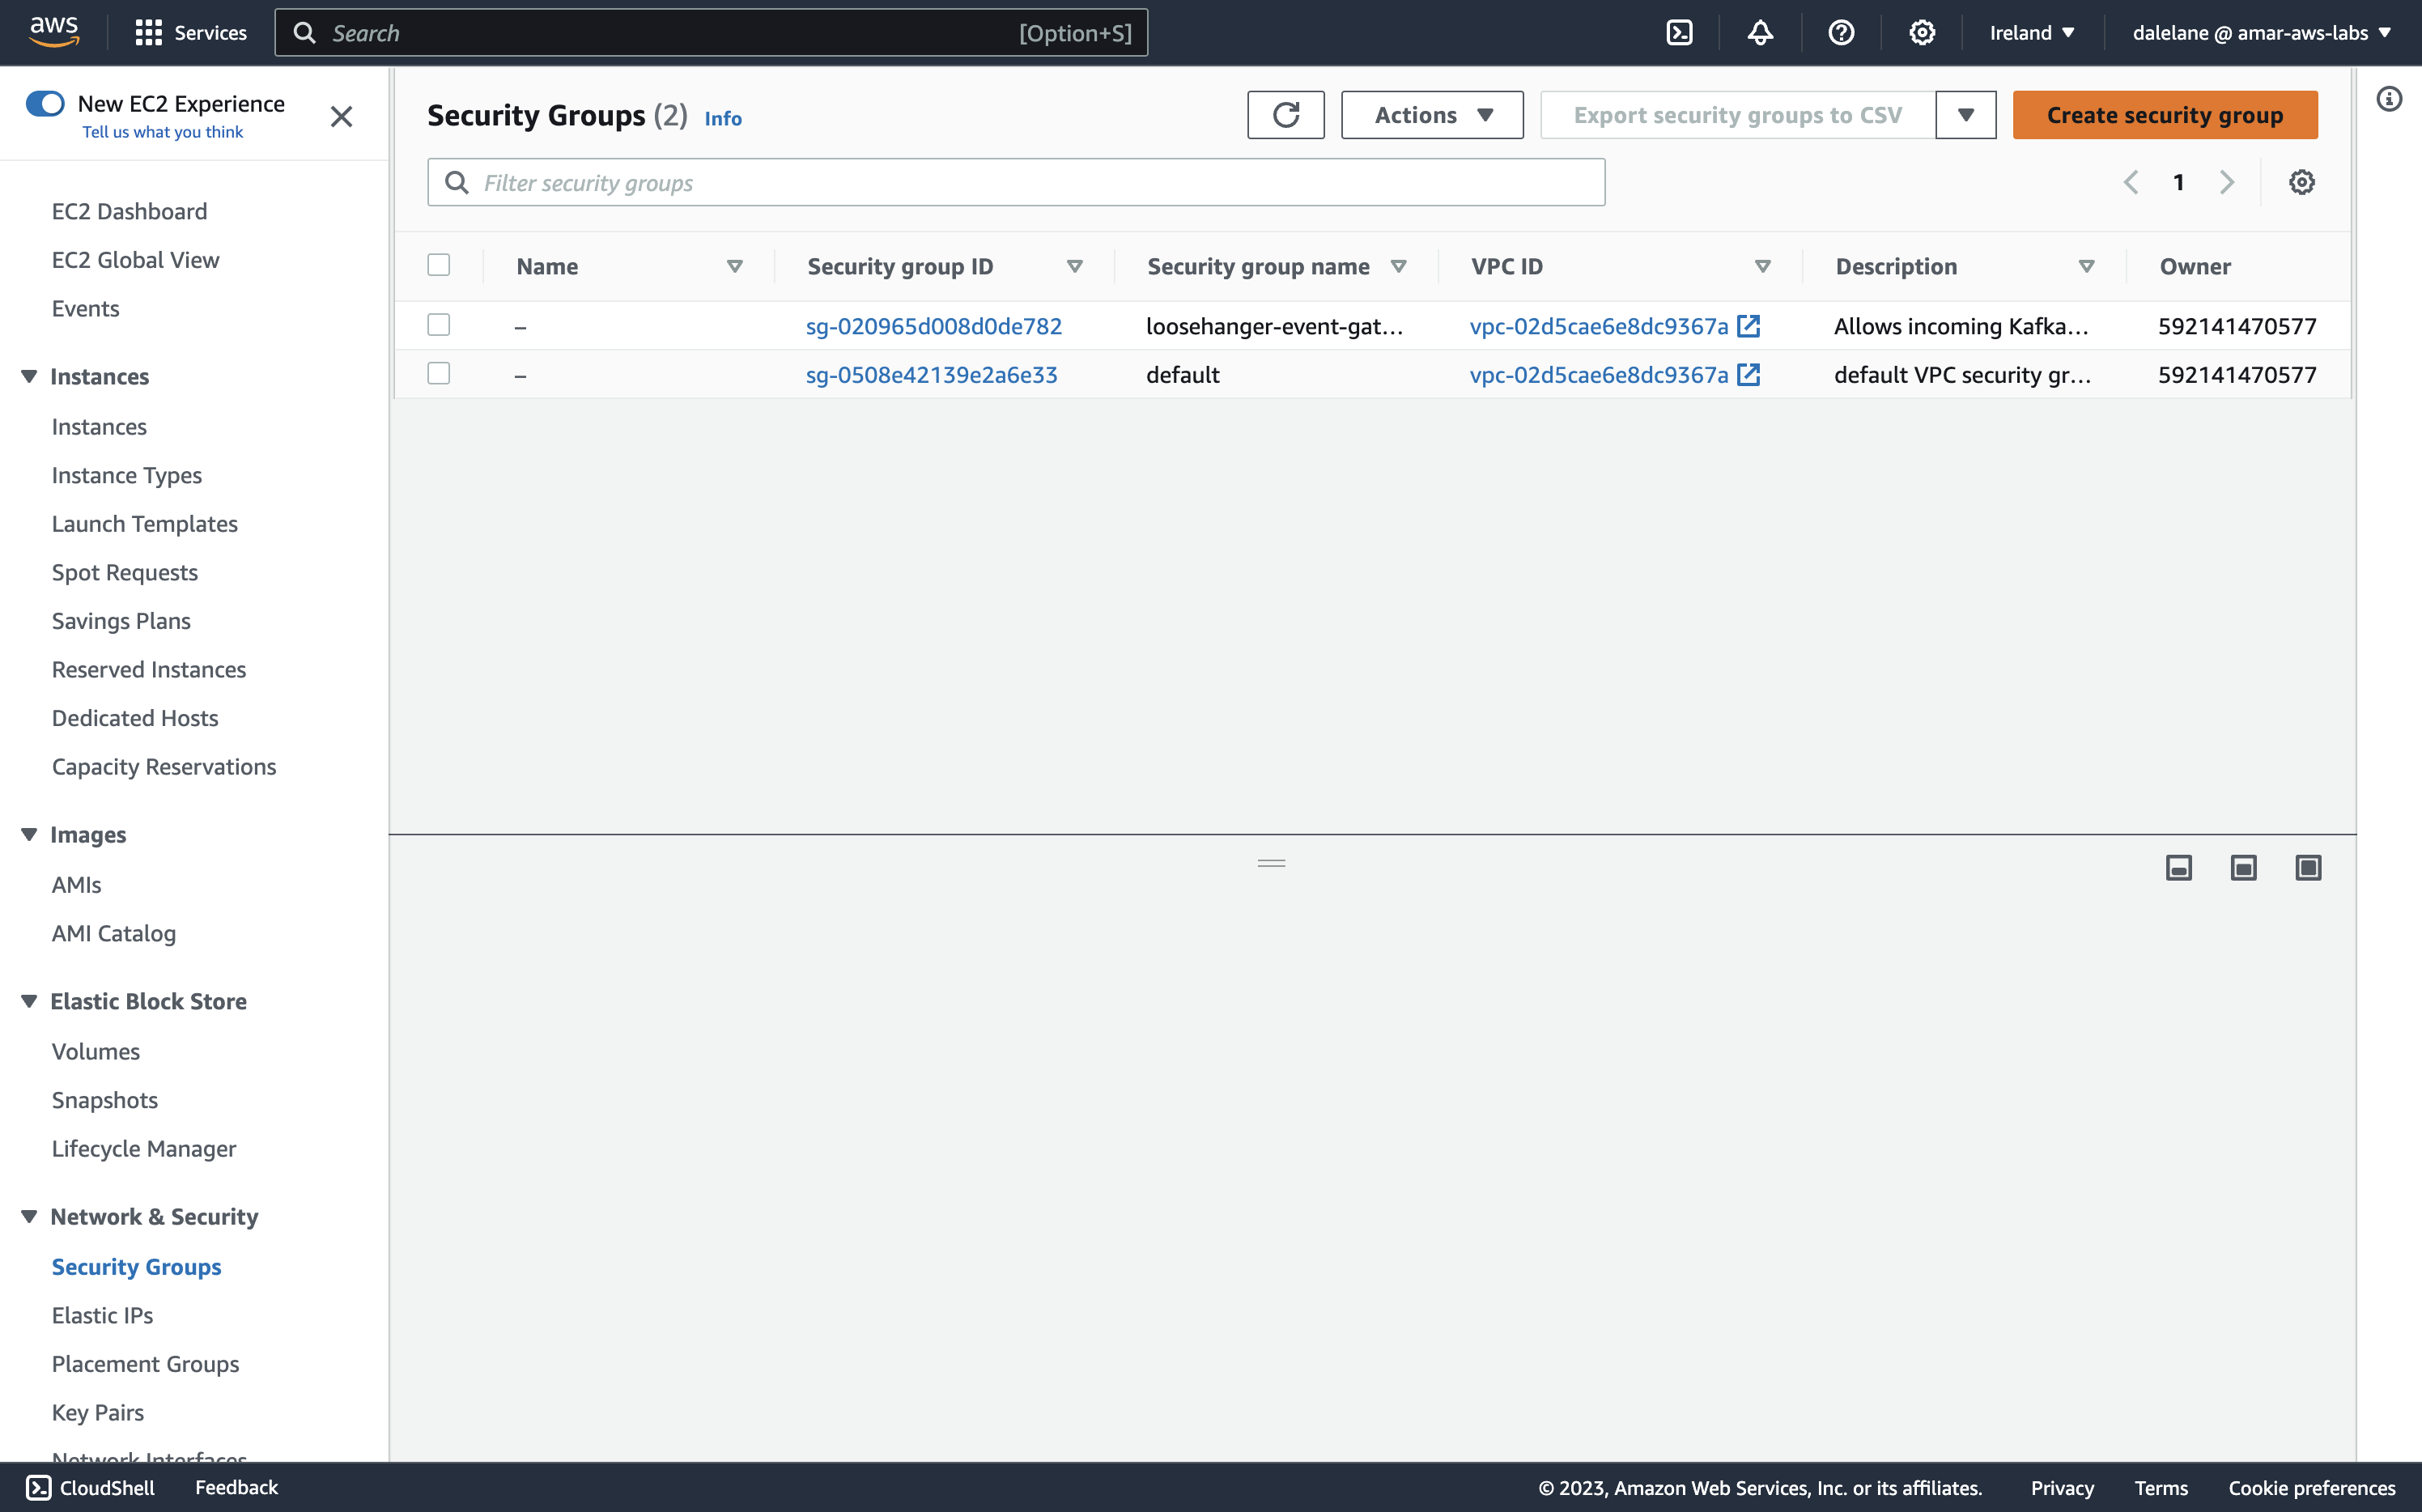 aws
Services
Search
[Option+S]
Ireland
dalelane @ amar-aws-labs
New EC2 Experience
Tell us what you think
EC2 Dashboard
EC2 Global View
Events
Instances
Instances
Instance Types
Launch Templates
Spot Requests
Savings Plans
Reserved Instances
Dedicated Hosts
Capacity Reservations
Images
AMIs
AMI Catalog
Elastic Block Store
Volumes
Snapshots
Lifecycle Manager
Network & Security
Security Groups
Elastic IPs
Placement Groups
Key Pairs
Network Interfaces
Security Groups (2) Info
Actions
Export security groups to CSV
Create security group
Filter security groups
1
Name Security group ID Security group name VPC ID Description Owner
– sg-020965d008d0de782 loosehanger-event-gat... vpc-02d5cae6e8dc9367a Allows incoming Kafka... 592141470577
– sg-0508e42139e2a6e33 default vpc-02d5cae6e8dc9367a default VPC security gr... 592141470577
CloudShell Feedback © 2023, Amazon Web Services, Inc. or its affiliates. Privacy Terms Cookie preferences